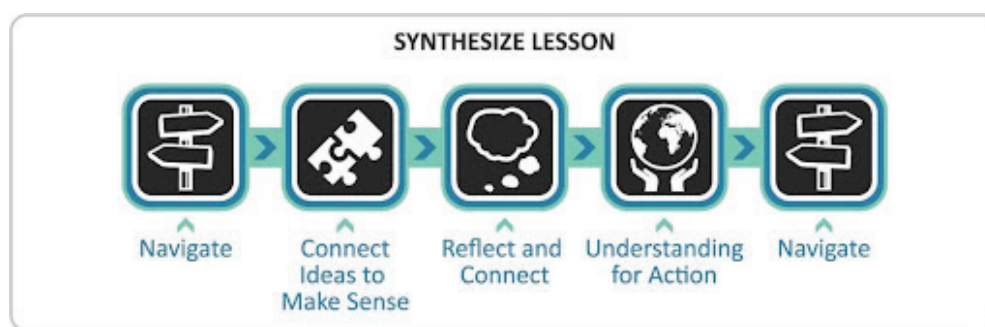 SYNTHESIZE LESSON
Navigate
Connect
Ideas to
Make Sense
Reflect and
Connect
Understanding
for Action
Navigate